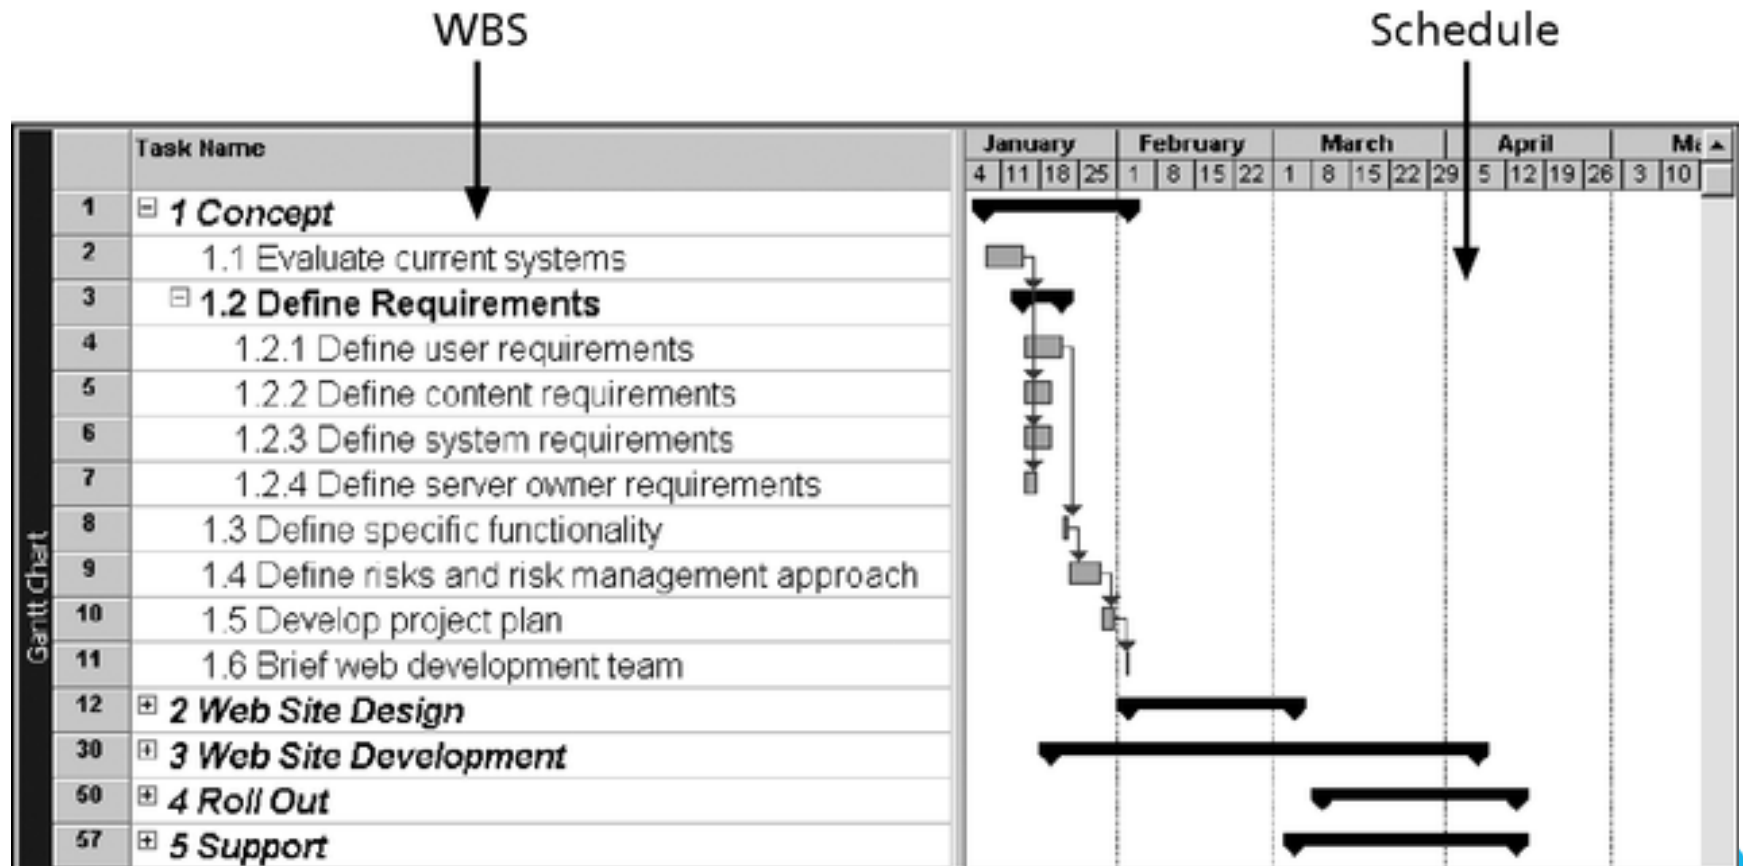 WBS Schedule
Task Name January February March April Ma
4 11 18 25 1 8 15 22 1 8 15 22 29 5 12 19 26 3 10
1 1 Concept
2 1.1 Evaluate current systems
3 1.2 Define Requirements
4 1.2.1 Define user requirements
5 1.2.2 Define content requirements
6 1.2.3 Define system requirements
7 1.2.4 Define server owner requirements
8 1.3 Define specific functionality
9 1.4 Define risks and risk management approach
10 1.5 Develop project plan
11 1.6 Brief web development team
12 2 Web Site Design
30 3 Web Site Development
50 4 Roll Out
57 5 Support
Gantt Chart